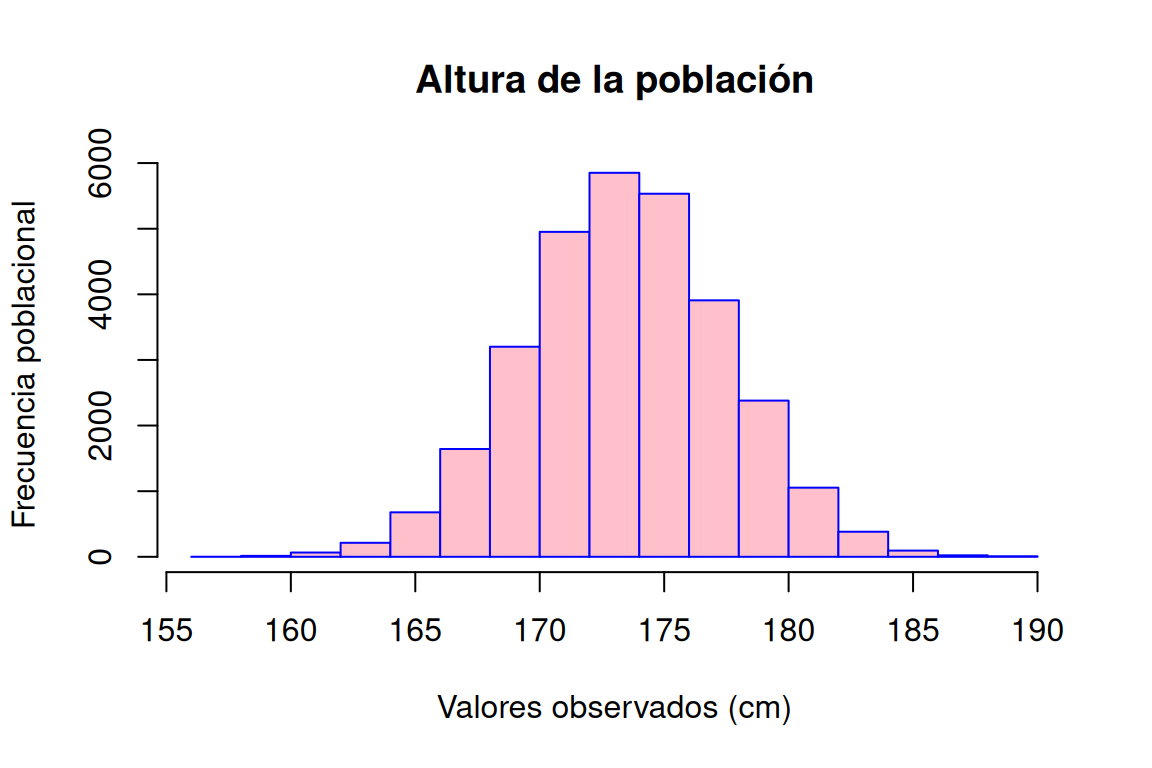 Altura de la población
Frecuencia poblacional
6000
4000
2000
0
155 160 165 170 175 180 185 190
Valores observados (cm)